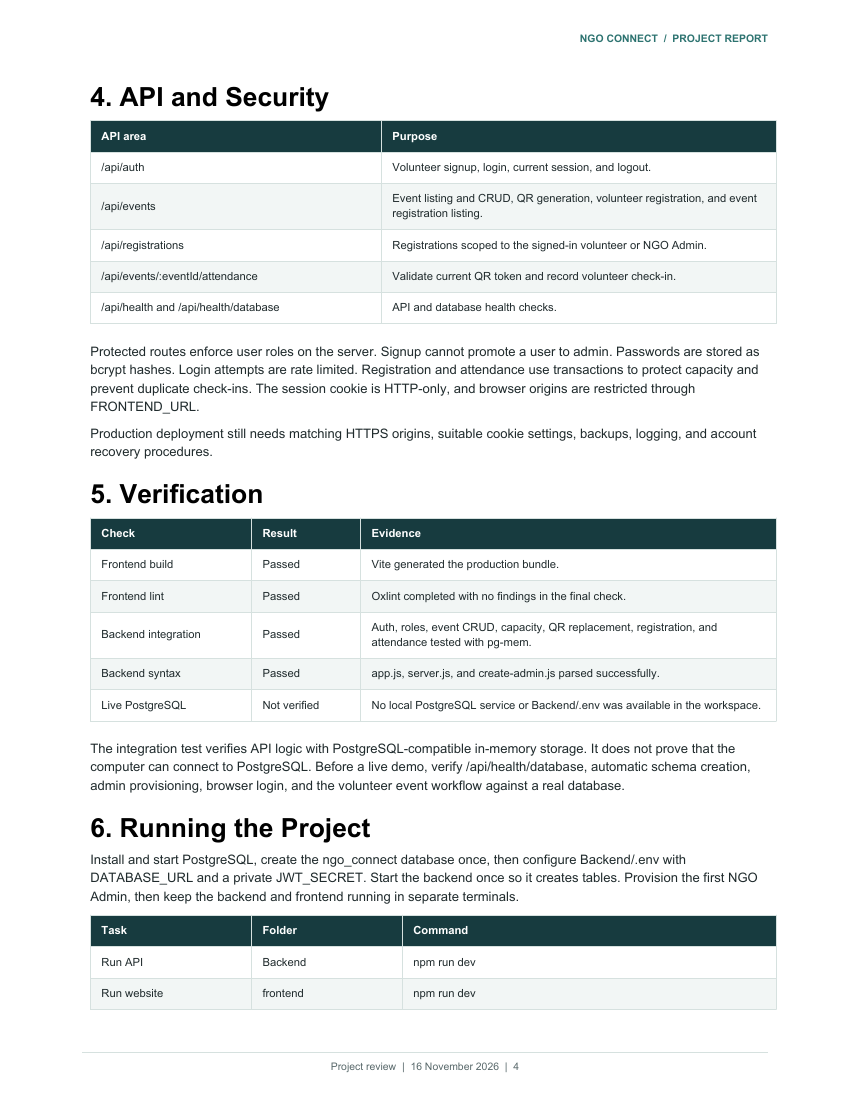 NGO CONNECT / PROJECT REPORT
4. API and Security
API area Purpose
/api/auth Volunteer signup, login, current session, and logout.
/api/events Event listing and CRUD, QR generation, volunteer registration, and event
registration listing.
/api/registrations Registrations scoped to the signed-in volunteer or NGO Admin.
/api/events/:eventId/attendance Validate current QR token and record volunteer check-in.
/api/health and /api/health/database API and database health checks.
Protected routes enforce user roles on the server. Signup cannot promote a user to admin. Passwords are stored as
bcrypt hashes. Login attempts are rate limited. Registration and attendance use transactions to protect capacity and
prevent duplicate check-ins. The session cookie is HTTP-only, and browser origins are restricted through
FRONTEND_URL.
Production deployment still needs matching HTTPS origins, suitable cookie settings, backups, logging, and account
recovery procedures.
5. Verification
Check Result Evidence
Frontend build Passed Vite generated the production bundle.
Frontend lint Passed Oxlint completed with no findings in the final check.
Backend integration Passed Auth, roles, event CRUD, capacity, QR replacement, registration, and
attendance tested with pg-mem.
Backend syntax Passed app.js, server.js, and create-admin.js parsed successfully.
Live PostgreSQL Not verified No local PostgreSQL service or Backend/.env was available in the workspace.
The integration test verifies API logic with PostgreSQL-compatible in-memory storage. It does not prove that the
computer can connect to PostgreSQL. Before a live demo, verify /api/health/database, automatic schema creation,
admin provisioning, browser login, and the volunteer event workflow against a real database.
6. Running the Project
Install and start PostgreSQL, create the ngo_connect database once, then configure Backend/.env with
DATABASE_URL and a private JWT_SECRET. Start the backend once so it creates tables. Provision the first NGO
Admin, then keep the backend and frontend running in separate terminals.
Task Folder Command
Run API Backend npm run dev
Run website frontend npm run dev
Project review | 16 November 2026 | 4